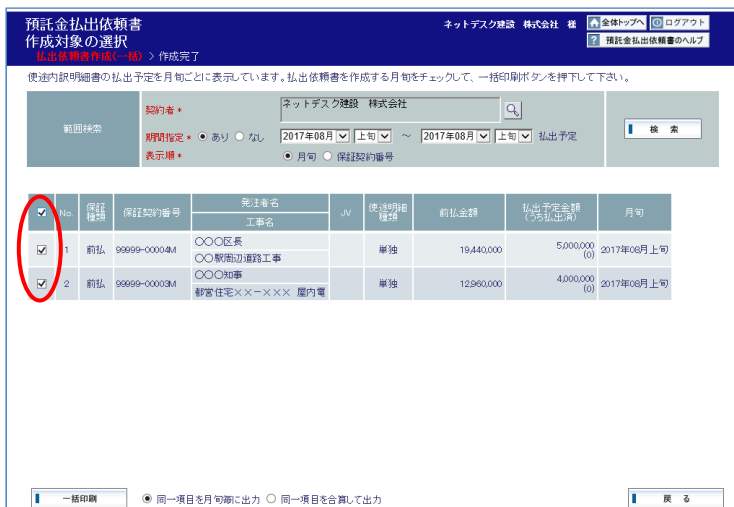 預託金払出依頼書
作成対象の選択
払出依頼書作成(一括) > 作成完了
ネットデスク建設 株式会社 様
全体トップへ
ログアウト
? 預託金払出依頼書のヘルプ
使途内訳明細書の払出予定を月旬ごとに表示しています。払出依頼書を作成する月旬をチェックして、一括印刷ボタンを押下して下さい。
範囲検索
契約者*
ネットデスク建設 株式会社
期間指定* あり なし 2017年08月 上旬 ～ 2017年08月 上旬 払出予定
表示順* 月旬 保証契約番号
検 索
No. 保証種類 保証契約番号 発注者名 工事名 JV 使途明細種類 前払金額 払出予定金額(うち払出済) 月旬
1 前払 99999-00004M 〇〇〇区長 〇〇駅周辺道路工事 単独 19,440,000 5,000,000 (0) 2017年08月上旬
2 前払 99999-00003M 〇〇〇知事 都営住宅××-××× 屋内電 単独 12,960,000 4,000,000 (0) 2017年08月上旬
一括印刷 同一項目を月旬毎に出力 同一項目を合算して出力
戻 る